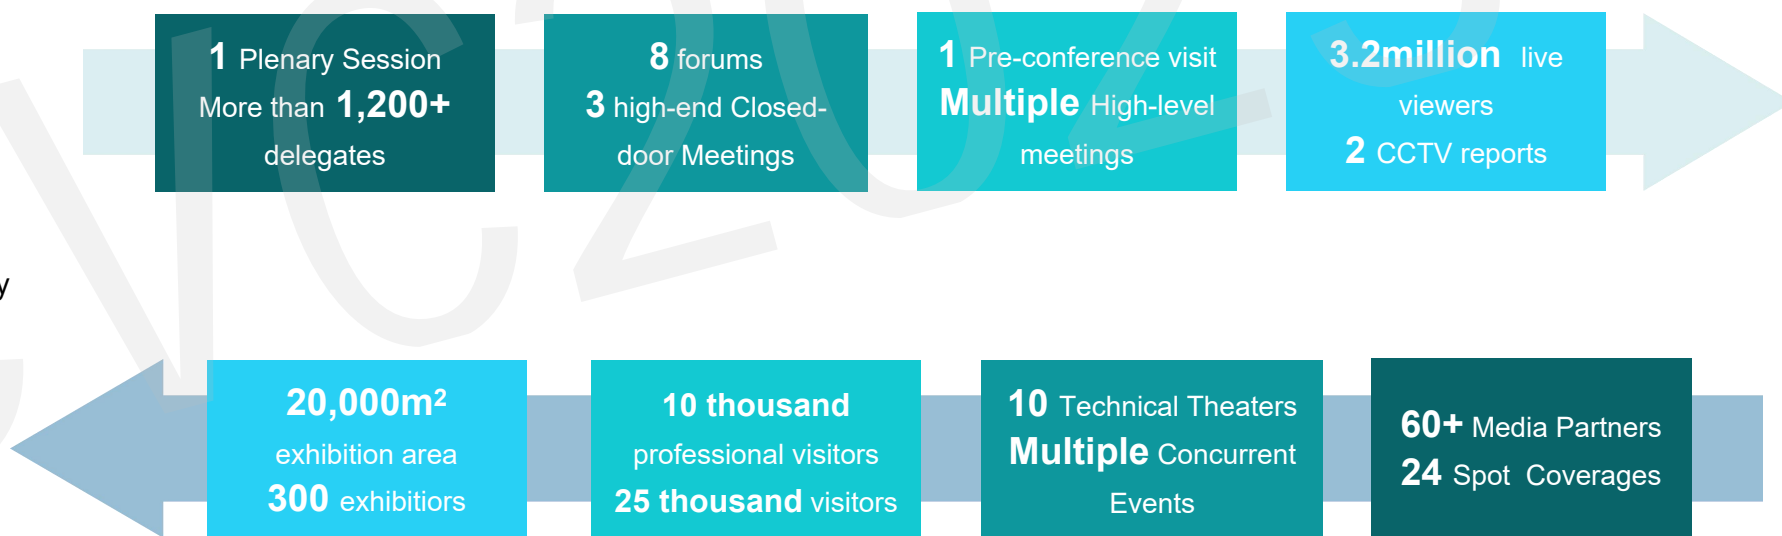 1 Plenary Session
More than 1,200+
delegates
8 forums
3 high-end Closed-
door Meetings
1 Pre-conference visit
Multiple High-level
meetings
3.2million live
viewers
2 CCTV reports
y
20,000m²
exhibition area
300 exhibitiors
10 thousand
professional visitors
25 thousand visitors
10 Technical Theaters
Multiple Concurrent
Events
60+ Media Partners
24 Spot Coverages